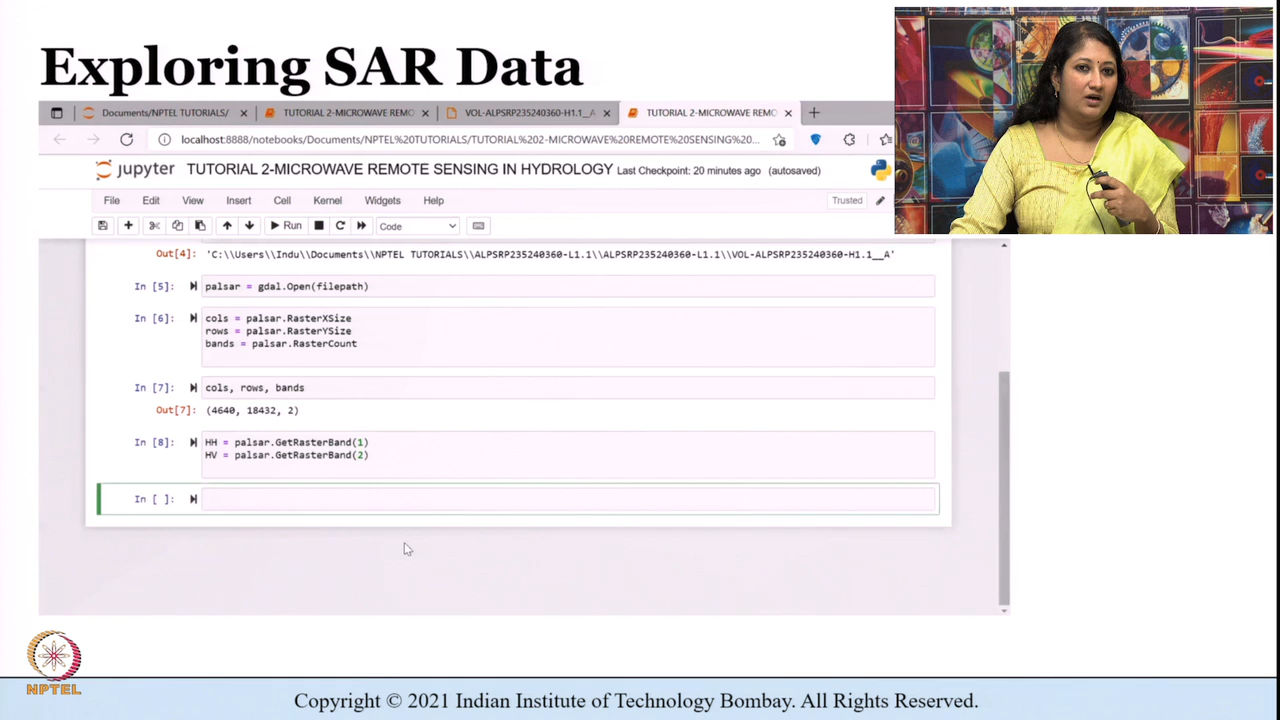 Exploring SAR Data
Documents/NPTEL TUTORIALS/
TUTORIAL 2-MICROWAVE REMO
VOL-ALPSRP235240360-H1.1__A
TUTORIAL 2-MICROWAVE REMO
localhost:8888/notebooks/Documents/NPTEL%20TUTORIALS/TUTORIAL%202-MICROWAVE%20REMOTE%20SENSING%20...
jupyter TUTORIAL 2-MICROWAVE REMOTE SENSING IN HYDROLOGY Last Checkpoint: 20 minutes ago (autosaved)
File Edit View Insert Cell Kernel Widgets Help Trusted
Run Code
Out[4]: 'C:\\Users\\Indu\\Documents\\NPTEL TUTORIALS\\ALPSRP235240360-L1.1\\ALPSRP235240360-L1.1\\VOL-ALPSRP235240360-H1.1__A'
In [5]: palsar = gdal.Open(filepath)
In [6]: cols = palsar.RasterXSize
rows = palsar.RasterYSize
bands = palsar.RasterCount
In [7]: cols, rows, bands
Out[7]: (4640, 18432, 2)
In [8]: HH = palsar.GetRasterBand(1)
HV = palsar.GetRasterBand(2)
In [ ]:
NPTEL
Copyright © 2021 Indian Institute of Technology Bombay. All Rights Reserved.